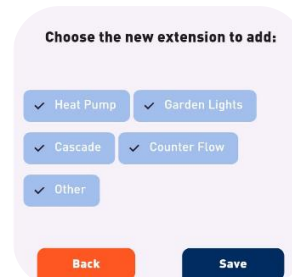 Choose the new extension to add:
Heat Pump Garden Lights
Cascade Counter Flow
Other
Back Save